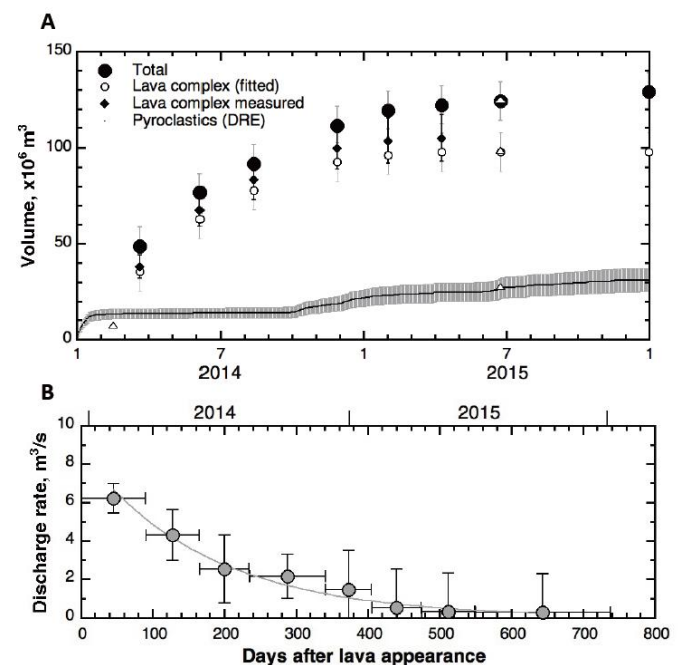 A
150
100
50
0
Volume, x10⁶ m³
Total
Lava complex (fitted)
Lava complex measured
Pyroclastics (DRE)
1 7 1 7 1
2014 2015
B
2014 2015
10
8
6
4
2
0
Discharge rate, m³/s
0 100 200 300 400 500 600 700 800
Days after lava appearance